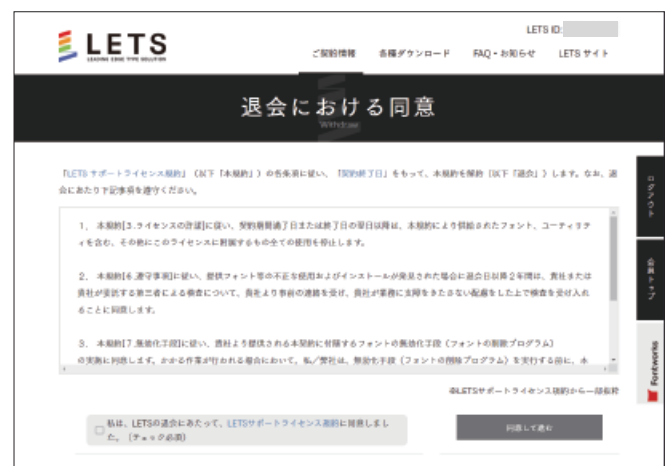 LETS ID:
LETS
LEADING EDGE TYPE SOLUTION
ご契約情報 各種ダウンロード FAQ・お知らせ LETS サイト
退会における同意
Withdraw
「LETS サポートライセンス規約」（以下「本規約」）の各条項に従い、「契約終了日」をもって、本規約を解約（以下「退会」）します。なお、退
会にあたり下記事項を遵守ください。
1. 本規約[3.ライセンスの許諾]に従い、契約期間満了日または終了日の翌日以降は、本規約により供給されたフォント、ユーティリテ
ィを含む、その他にこのライセンスに附属するもの全ての使用を停止します。
2. 本規約[6.遵守事項]に従い、提供フォント等の不正な使用およびインストールが発見された場合に退会日以降２年間は、貴社または
貴社が委託する第三者による検査について、貴社より事前の連絡を受け、貴社が業務に支障をきたさない配慮をした上で検査を受け入れ
ることに同意します。
3. 本規約[7.無効化手段]に従い、貴社より提供される本契約に付随するフォントの無効化手段（フォントの削除プログラム）
の実施に同意します。かかる作業が行われる場合において、私／弊社は、無効化手段（フォントの削除プログラム）を実行する前に、本
※LETSサポートライセンス規約から一部抜粋
私は、LETSの退会にあたって、LETSサポートライセンス規約に同意しまし
た。（チェック必須）
同意して進む
ログアウト
会員トップ
Fontworks